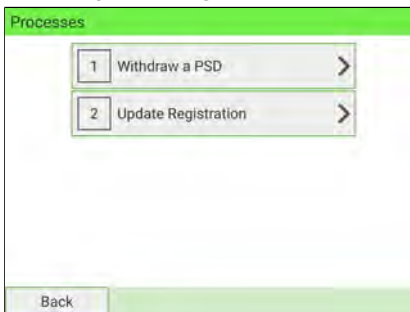 Processes
1 Withdraw a PSD
2 Update Registration
Back